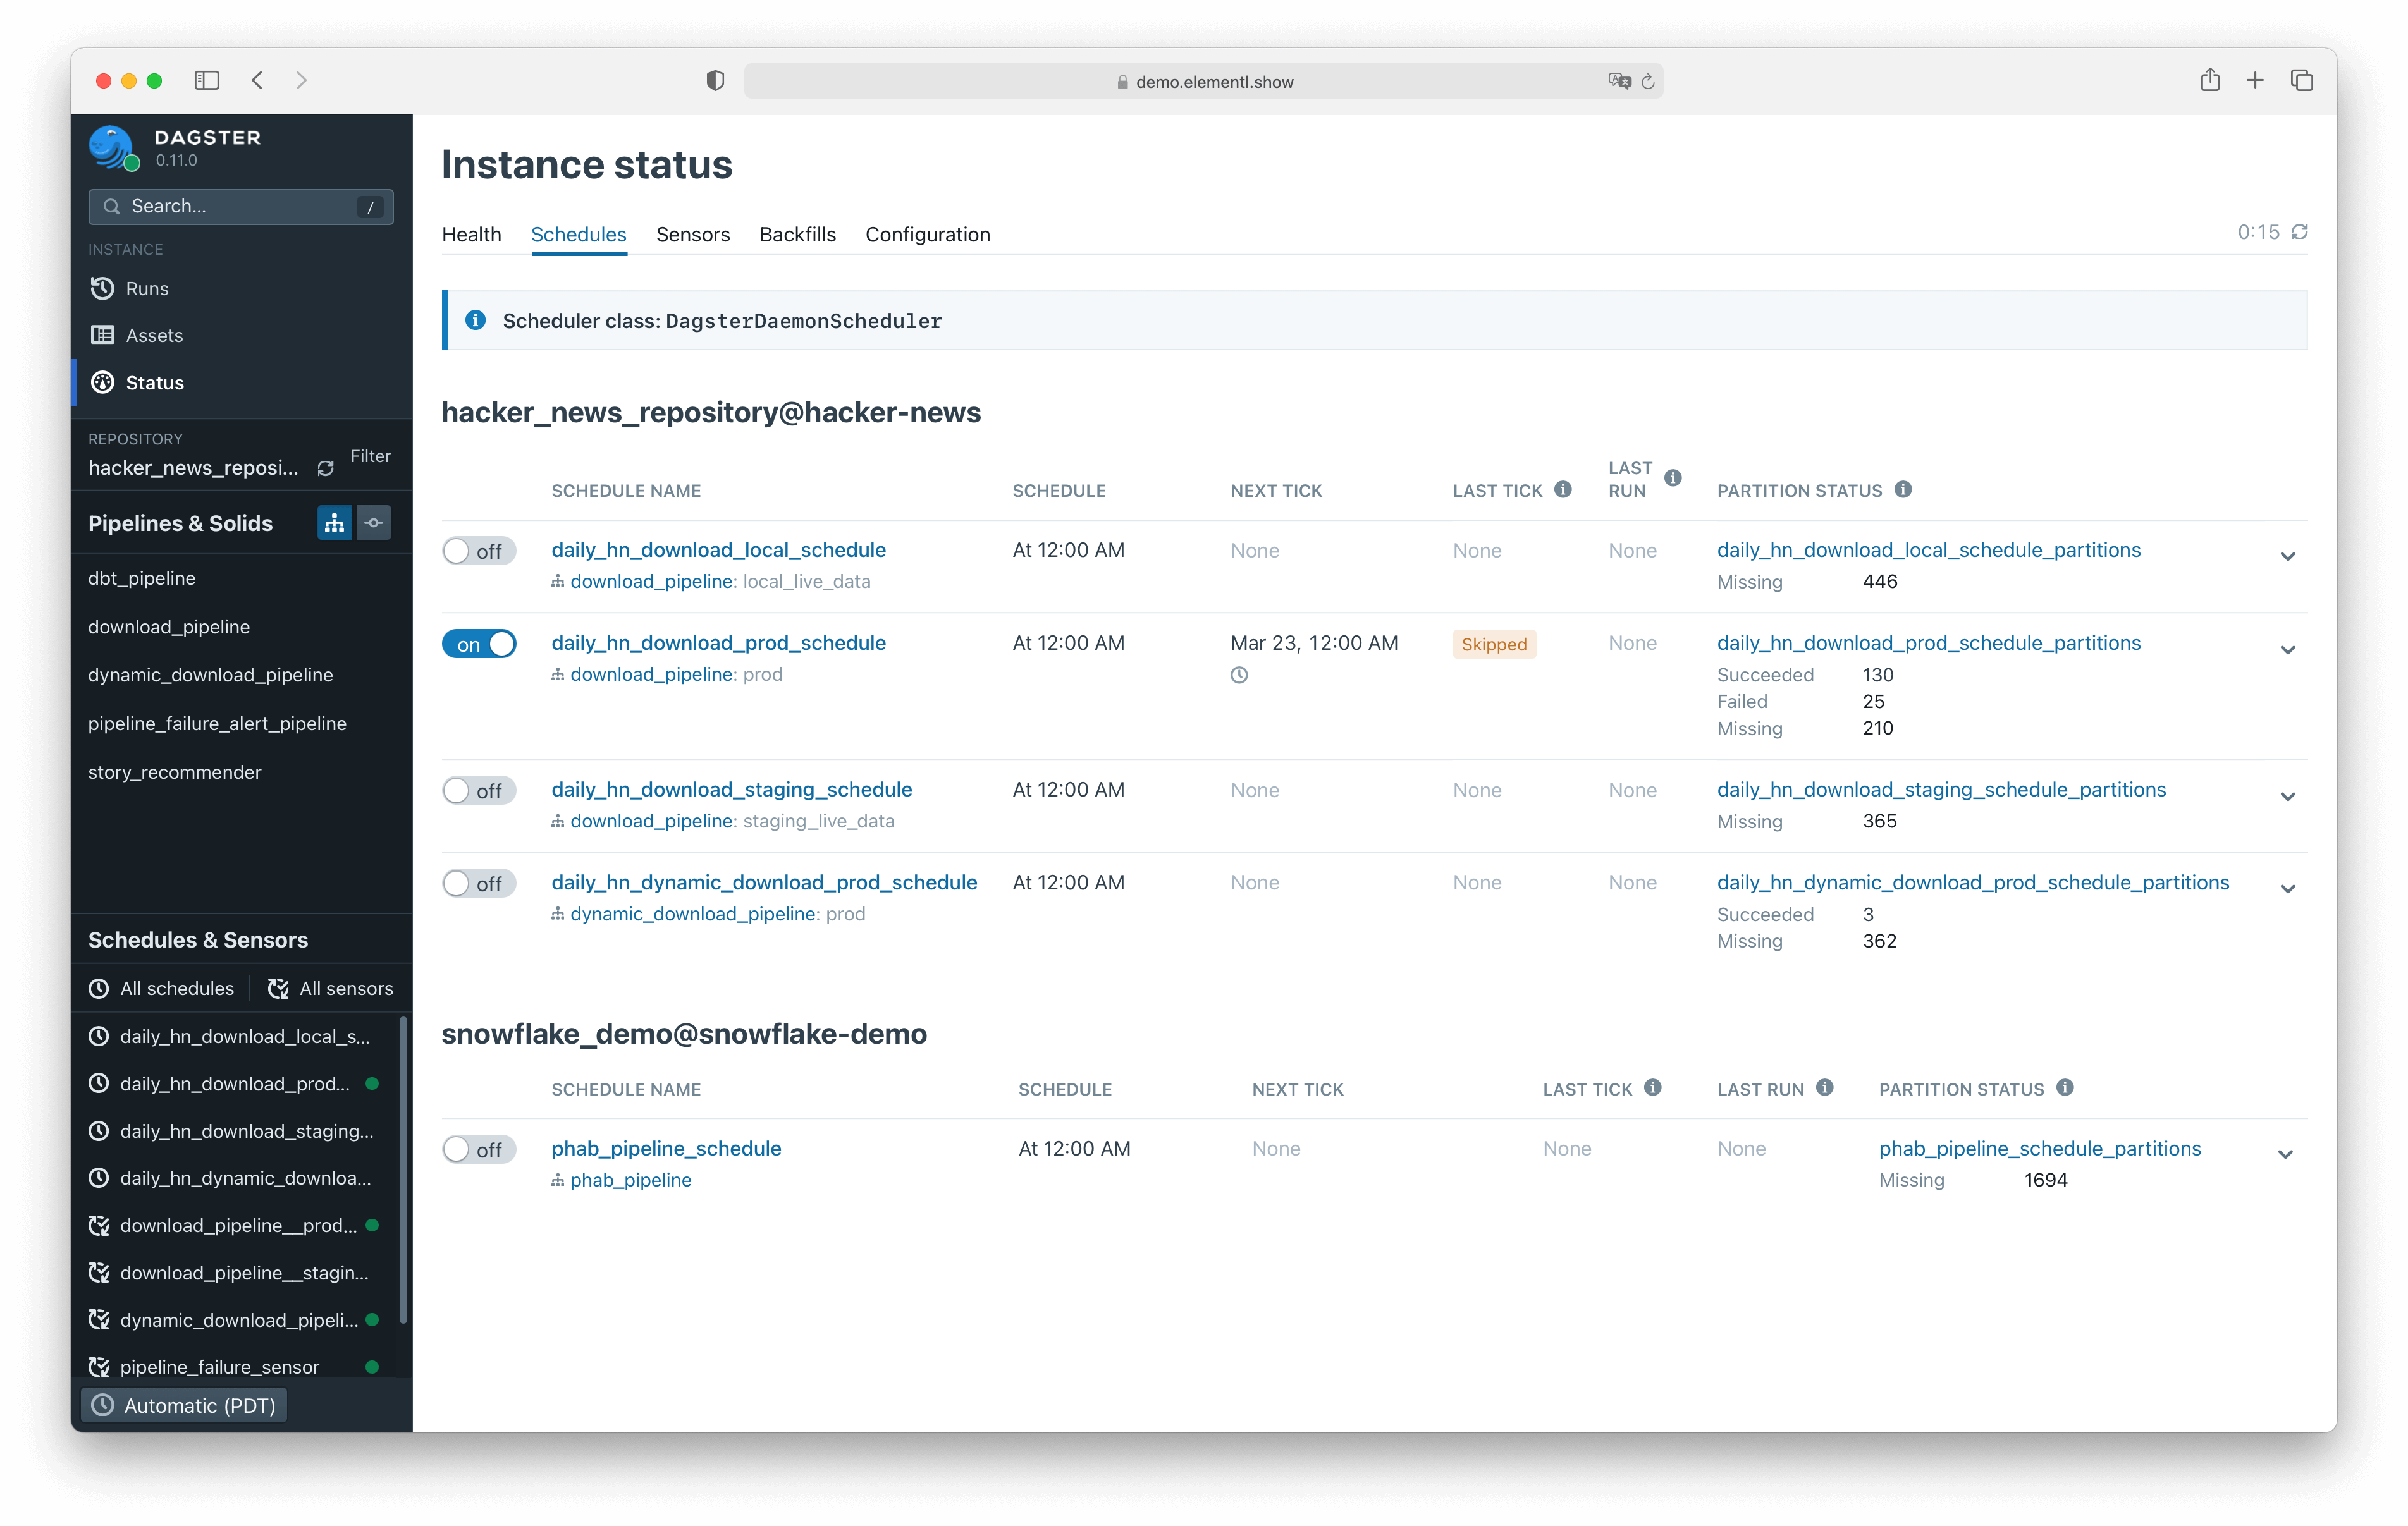 demo.elementl.show
DAGSTER
0.11.0
Search...
/
INSTANCE
Runs
Assets
Status
REPOSITORY
hacker_news_reposi...
Filter
Pipelines & Solids
dbt_pipeline
download_pipeline
dynamic_download_pipeline
pipeline_failure_alert_pipeline
story_recommender
Schedules & Sensors
All schedules
All sensors
daily_hn_download_local_s...
daily_hn_download_prod...
daily_hn_download_staging...
daily_hn_dynamic_downloa...
download_pipeline__prod...
download_pipeline__stagin...
dynamic_download_pipeli...
pipeline_failure_sensor
Automatic (PDT)
Instance status
Health Schedules Sensors Backfills Configuration
0:15
Scheduler class: DagsterDaemonScheduler
hacker_news_repository@hacker-news
SCHEDULE NAME SCHEDULE NEXT TICK LAST TICK LAST RUN PARTITION STATUS
off daily_hn_download_local_schedule At 12:00 AM None None None daily_hn_download_local_schedule_partitions
download_pipeline: local_live_data Missing 446
on daily_hn_download_prod_schedule At 12:00 AM Mar 23, 12:00 AM Skipped None daily_hn_download_prod_schedule_partitions
download_pipeline: prod Succeeded 130
Failed 25
Missing 210
off daily_hn_download_staging_schedule At 12:00 AM None None None daily_hn_download_staging_schedule_partitions
download_pipeline: staging_live_data Missing 365
off daily_hn_dynamic_download_prod_schedule At 12:00 AM None None None daily_hn_dynamic_download_prod_schedule_partitions
dynamic_download_pipeline: prod Succeeded 3
Missing 362
snowflake_demo@snowflake-demo
SCHEDULE NAME SCHEDULE NEXT TICK LAST TICK LAST RUN PARTITION STATUS
off phab_pipeline_schedule At 12:00 AM None None None phab_pipeline_schedule_partitions
phab_pipeline Missing 1694